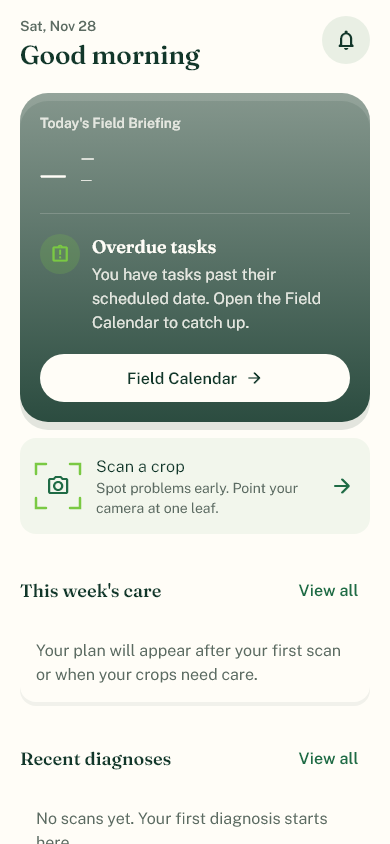 Sat, Nov 28
Good morning
Today's Field Briefing
— –
–
Overdue tasks
You have tasks past their
scheduled date. Open the Field
Calendar to catch up.
Field Calendar →
Scan a crop
Spot problems early. Point your
camera at one leaf.
This week's care
View all
Your plan will appear after your first scan
or when your crops need care.
Recent diagnoses
View all
No scans yet. Your first diagnosis starts
here.